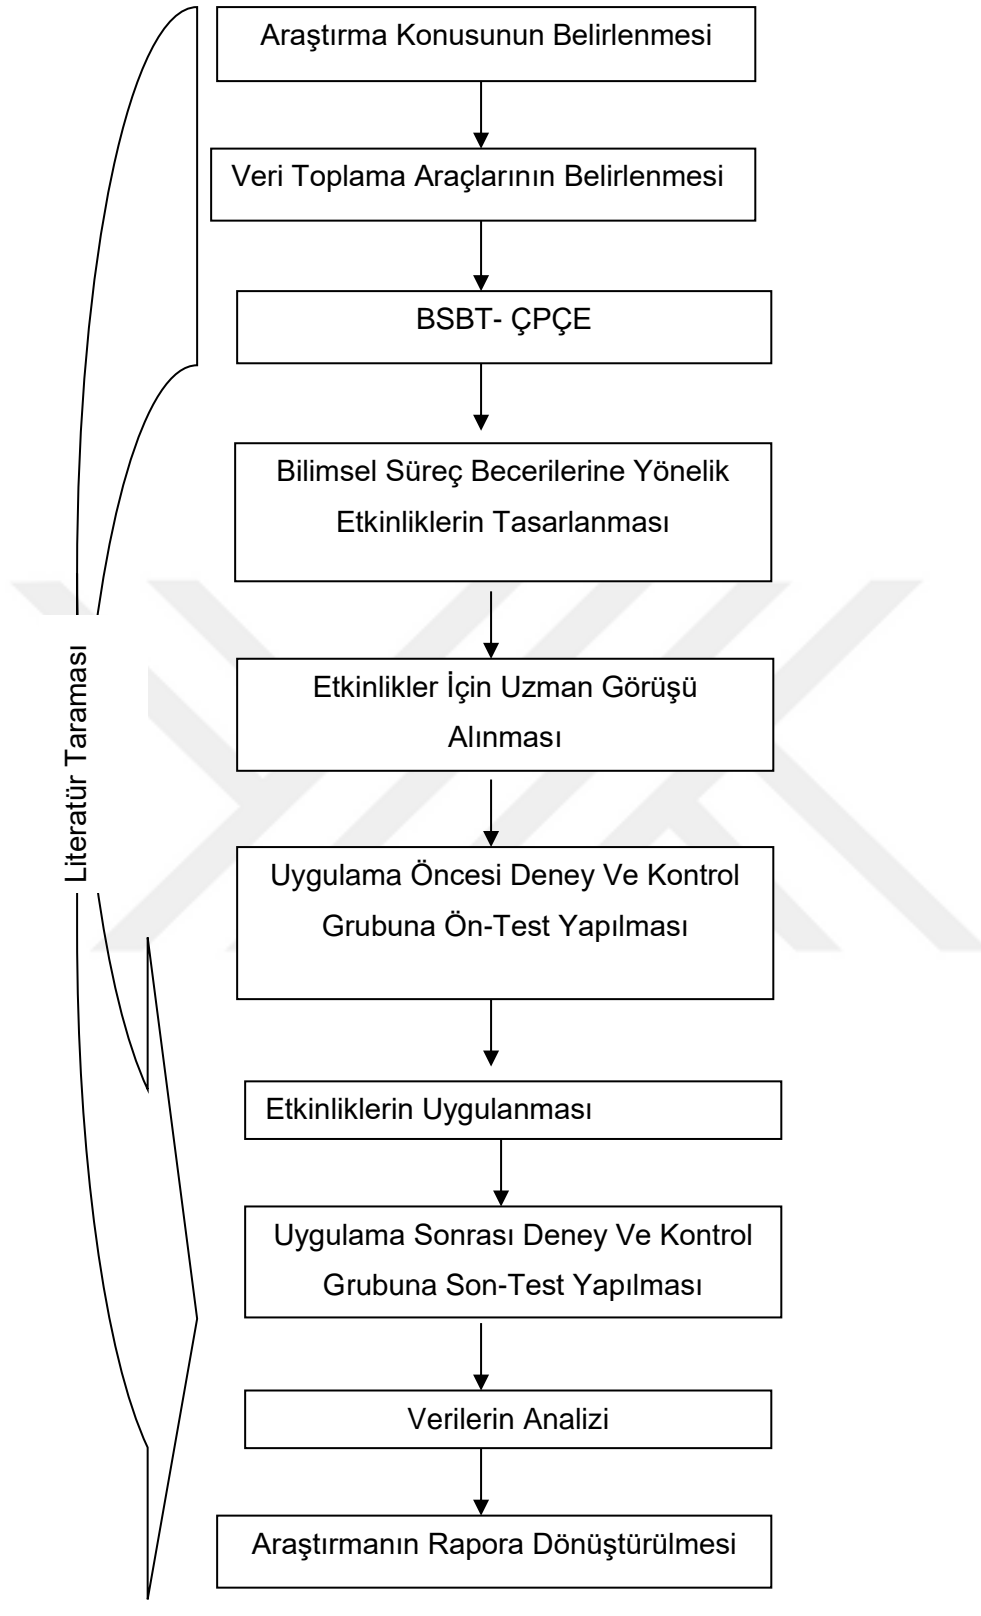 Araştırma Konusunun Belirlenmesi
Veri Toplama Araçlarının Belirlenmesi
BSBT- ÇPÇE
Bilimsel Süreç Becerilerine Yönelik
Etkinliklerin Tasarlanması
Etkinlikler İçin Uzman Görüşü
Alınması
Literatür Taraması
Uygulama Öncesi Deney Ve Kontrol
Grubuna Ön-Test Yapılması
Etkinliklerin Uygulanması
Uygulama Sonrası Deney Ve Kontrol
Grubuna Son-Test Yapılması
Verilerin Analizi
Araştırmanın Rapora Dönüştürülmesi